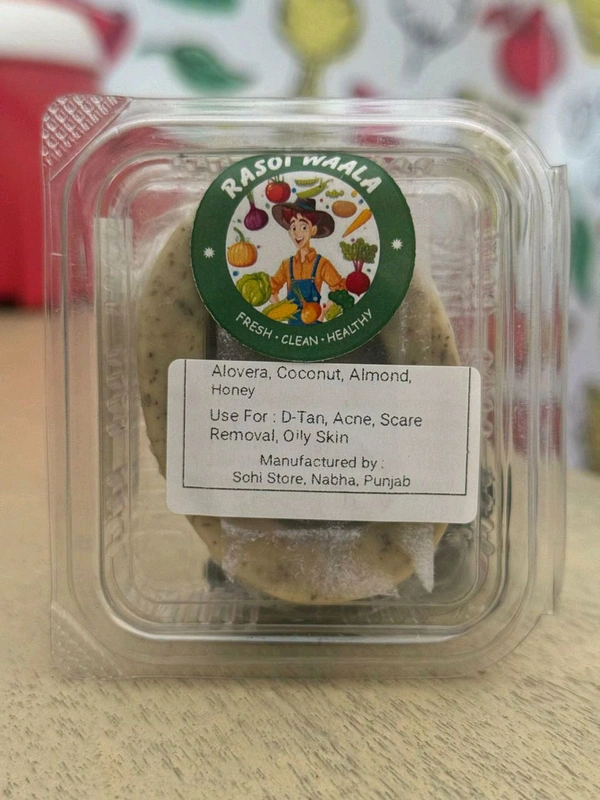 RASOI WAALA
FRESH • CLEAN • HEALTHY
Alovera, Coconut, Almond,
Honey
Use For : D-Tan, Acne, Scare
Removal, Oily Skin
Manufactured by :
Sohi Store, Nabha, Punjab